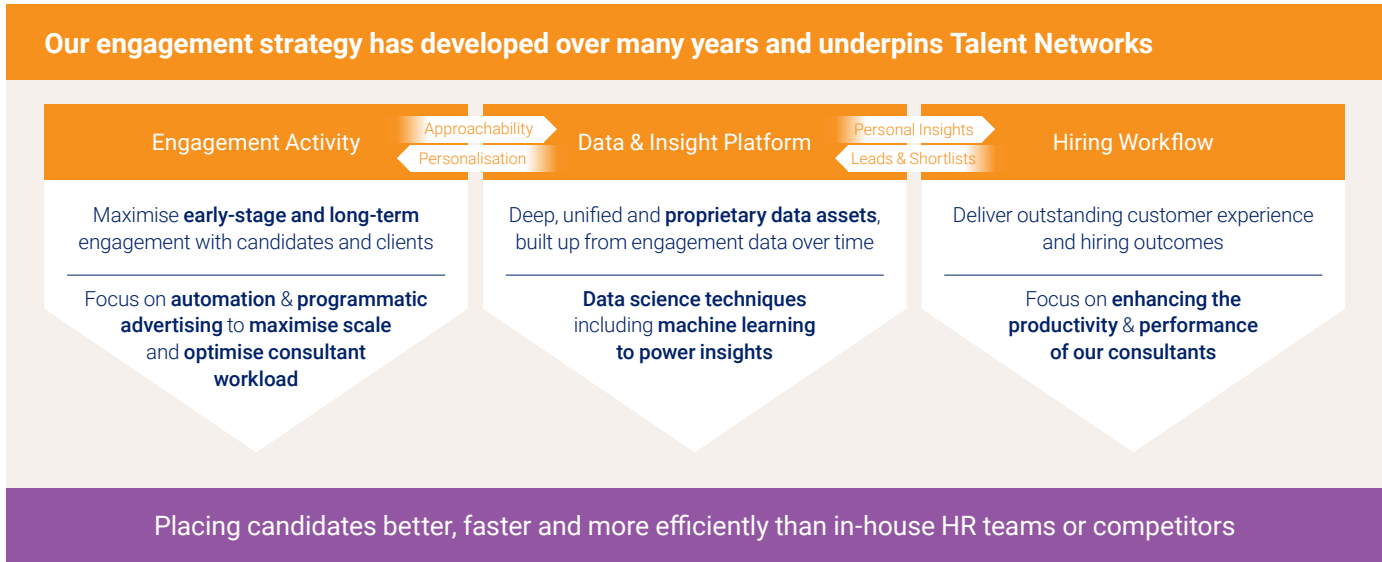 Our engagement strategy has developed over many years and underpins Talent Networks
Engagement Activity
Approachability
Personalisation
Data & Insight Platform
Personal Insights
Leads & Shortlists
Hiring Workflow
Maximise early-stage and long-term
engagement with candidates and clients
Focus on automation & programmatic
advertising to maximise scale
and optimise consultant
workload
Deep, unified and proprietary data assets,
built up from engagement data over time
Data science techniques
including machine learning
to power insights
Deliver outstanding customer experience
and hiring outcomes
Focus on enhancing the
productivity & performance
of our consultants
Placing candidates better, faster and more efficiently than in-house HR teams or competitors